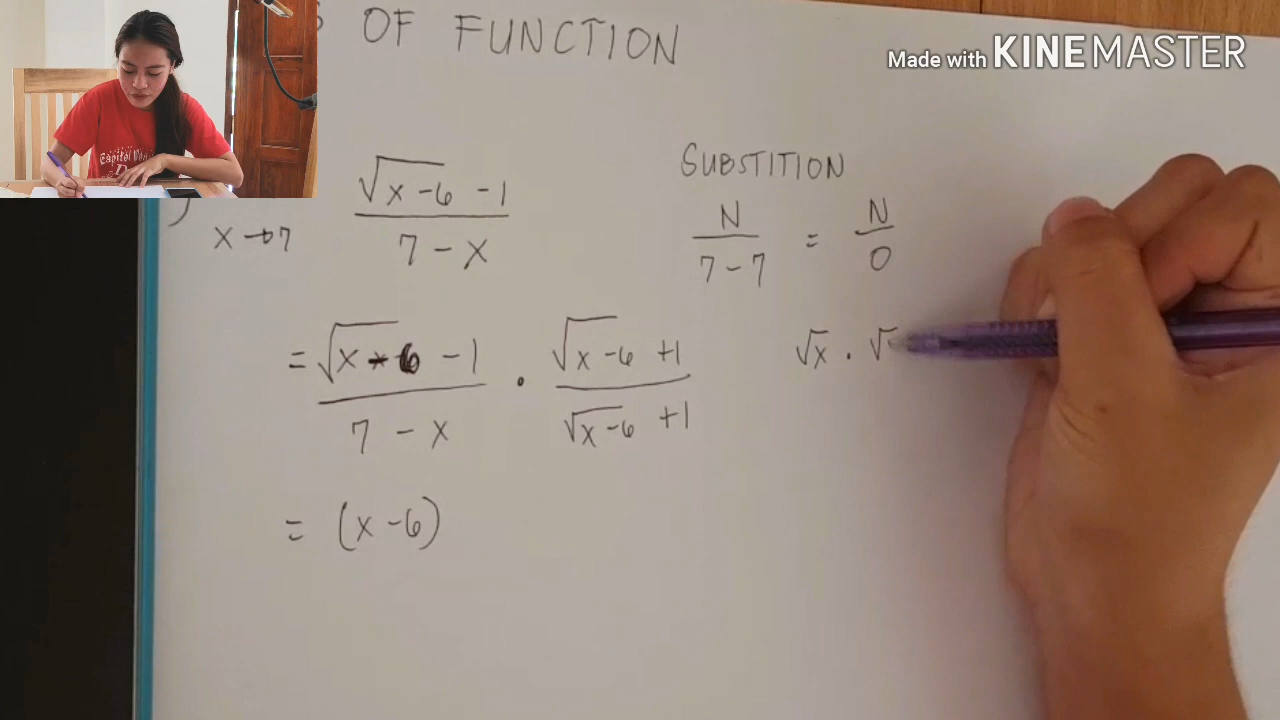 OF FUNCTION
Made with KINEMASTER
Capitol
√x-6 -1
7 - x
x → 7
SUBSTITION
N
7-7
=
N
0
= √x-6 -1 . √x-6 +1
7 - x √x-6 +1
√x . √
= (x-6)